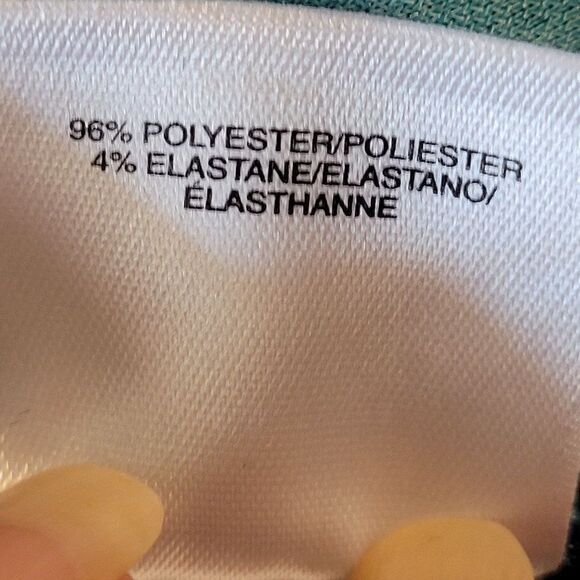 96% POLYESTER/POLIESTER
4% ELASTANE/ELASTANO/
ÉLASTHANNE